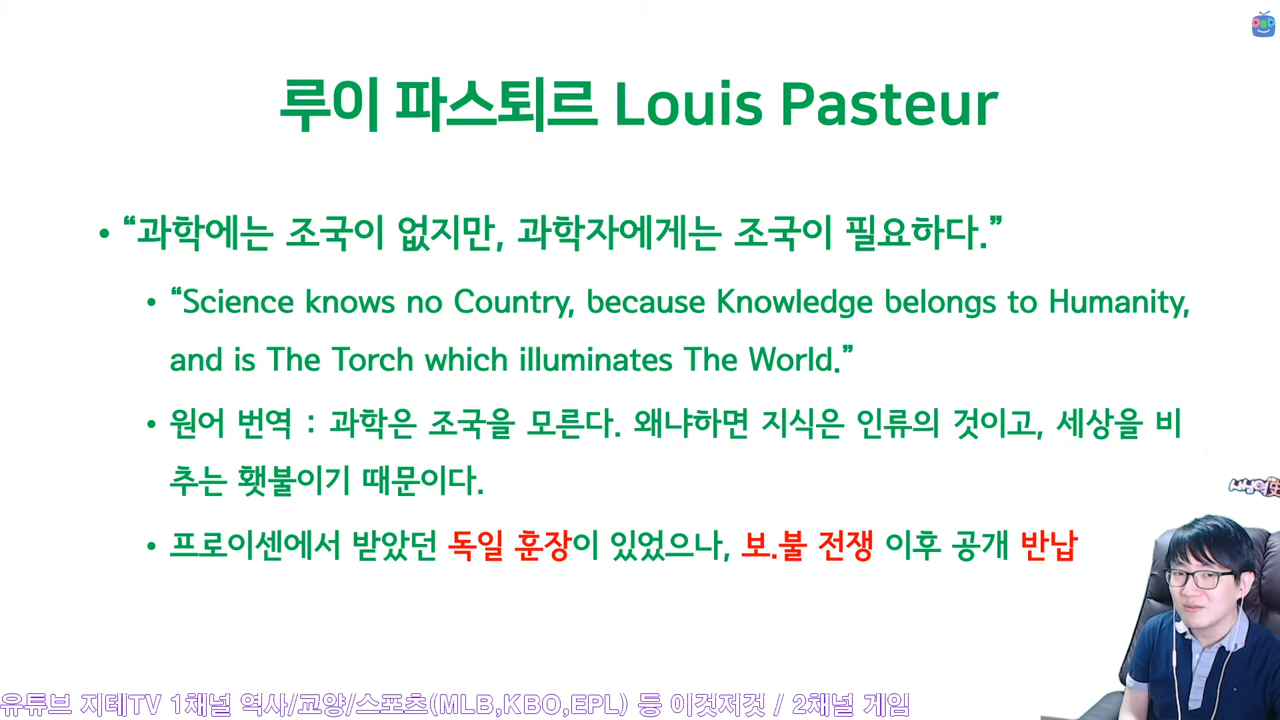 루이 파스퇴르 Louis Pasteur
• “과학에는 조국이 없지만, 과학자에게는 조국이 필요하다.”
• “Science knows no Country, because Knowledge belongs to Humanity,
and is The Torch which illuminates The World.”
• 원어 번역 : 과학은 조국을 모른다. 왜냐하면 지식은 인류의 것이고, 세상을 비
추는 횃불이기 때문이다.
• 프로이센에서 받았던 독일 훈장이 있었으나, 보.불 전쟁 이후 공개 반납
유튜브 지테TV 1채널 역사/교양/스포츠(MLB,KBO,EPL) 등 이것저것 / 2채널 게임